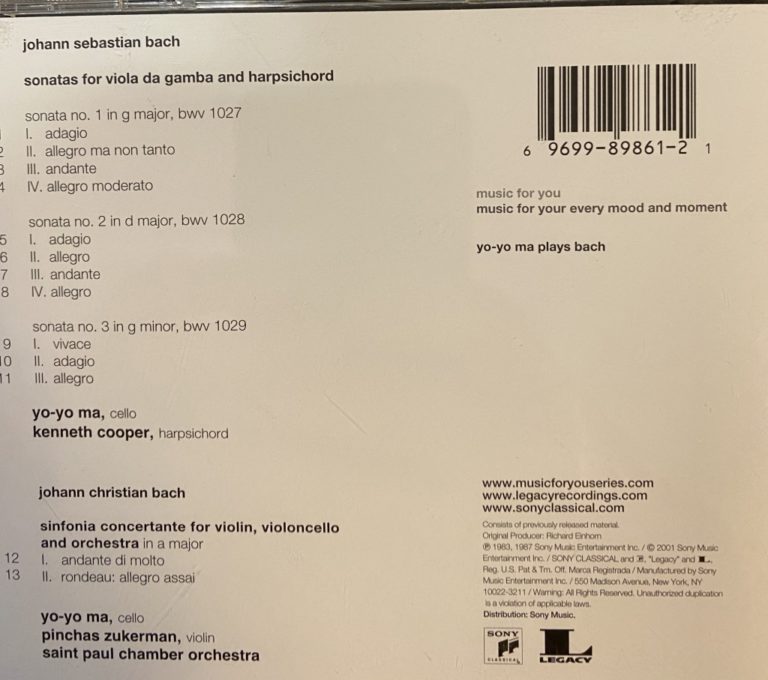 johann sebastian bach
sonatas for viola da gamba and harpsichord
sonata no. 1 in g major, bwv 1027
I. adagio
2 II. allegro ma non tanto
3 III. andante
4 IV. allegro moderato
sonata no. 2 in d major, bwv 1028
5 I. adagio
6 II. allegro
7 III. andante
8 IV. allegro
sonata no. 3 in g minor, bwv 1029
9 I. vivace
10 II. adagio
11 III. allegro
yo-yo ma, cello
kenneth cooper, harpsichord
johann christian bach
sinfonia concertante for violin, violoncello
and orchestra in a major
12 I. andante di molto
13 II. rondeau: allegro assai
yo-yo ma, cello
pinchas zukerman, violin
saint paul chamber orchestra
6 9699-89861-2 1
music for you
music for your every mood and moment
yo-yo ma plays bach
www.musicforyouseries.com
www.legacyrecordings.com
www.sonyclassical.com
Consists of previously released material.
Original Producer: Richard Einhorn
℗ 1983, 1987 Sony Music Entertainment Inc. / © 2001 Sony Music
Entertainment Inc. / SONY CLASSICAL and , "Legacy" and L,
Reg. U.S. Pat & Tm. Off. Marca Registrada / Manufactured by Sony
Music Entertainment Inc. / 550 Madison Avenue, New York, NY
10022-3211 / Warning: All Rights Reserved. Unauthorized duplication
is a violation of applicable laws.
Distribution: Sony Music.
SONY
CLASSICAL
L
LEGACY